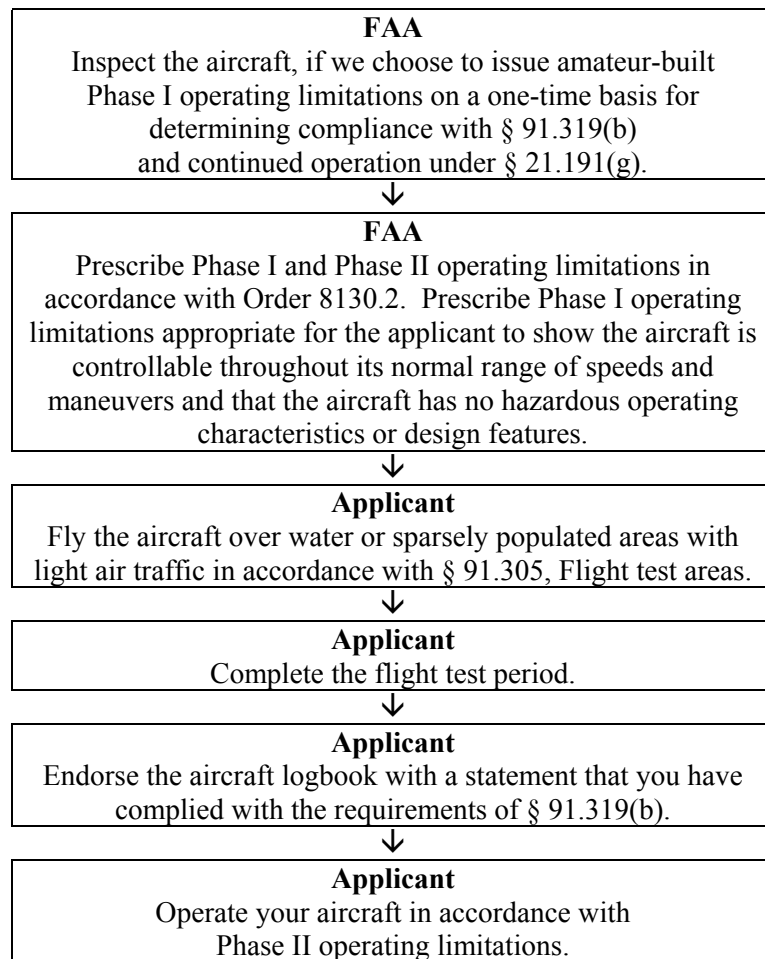 FAA
Inspect the aircraft, if we choose to issue amateur-built
Phase I operating limitations on a one-time basis for
determining compliance with § 91.319(b)
and continued operation under § 21.191(g).
↓
FAA
Prescribe Phase I and Phase II operating limitations in
accordance with Order 8130.2.  Prescribe Phase I operating
limitations appropriate for the applicant to show the aircraft is
controllable throughout its normal range of speeds and
maneuvers and that the aircraft has no hazardous operating
characteristics or design features.
↓
Applicant
Fly the aircraft over water or sparsely populated areas with
light air traffic in accordance with § 91.305, Flight test areas.
↓
Applicant
Complete the flight test period.
↓
Applicant
Endorse the aircraft logbook with a statement that you have
complied with the requirements of § 91.319(b).
↓
Applicant
Operate your aircraft in accordance with
Phase II operating limitations.